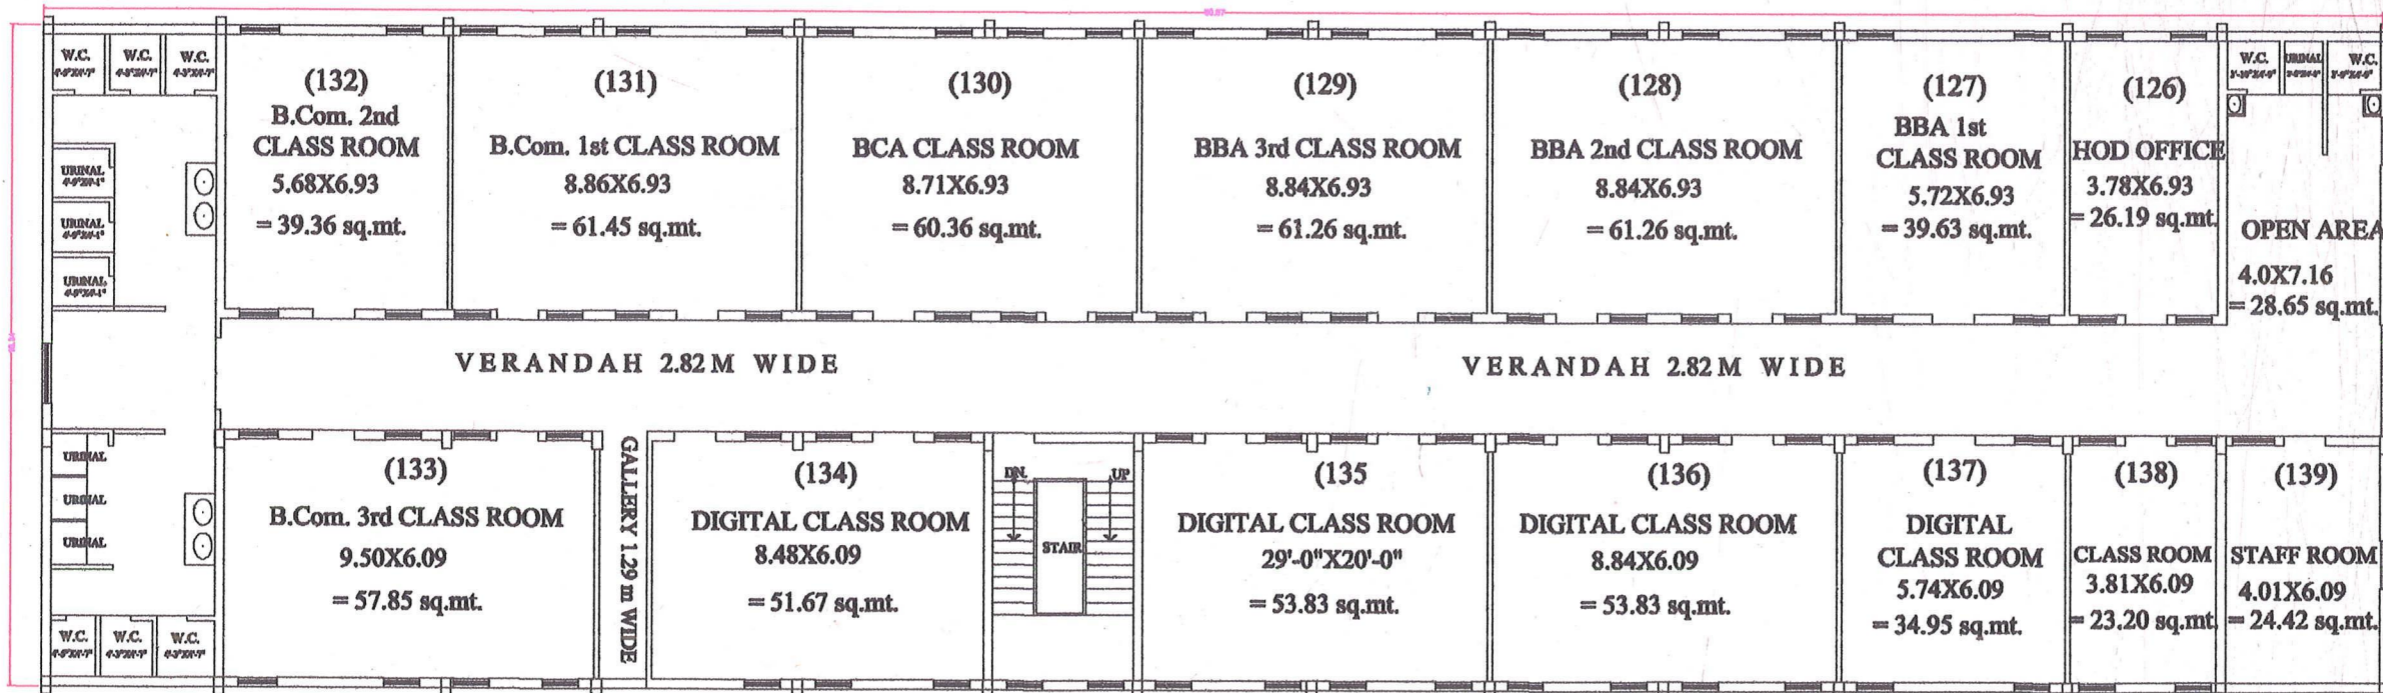 W.C.
W.C.
W.C.
(132)
B.Com. 2nd
CLASS ROOM
5.68X6.93
= 39.36 sq.mt.
(131)
B.Com. 1st CLASS ROOM
8.86X6.93
= 61.45 sq.mt.
(130)
BCA CLASS ROOM
8.71X6.93
= 60.36 sq.mt.
(129)
BBA 3rd CLASS ROOM
8.84X6.93
= 61.26 sq.mt.
(128)
BBA 2nd CLASS ROOM
8.84X6.93
= 61.26 sq.mt.
(127)
BBA 1st
CLASS ROOM
5.72X6.93
= 39.63 sq.mt.
(126)
HOD OFFICE
3.78X6.93
= 26.19 sq.mt.
W.C.
URINAL
W.C.
OPEN AREA
4.0X7.16
= 28.65 sq.mt.
URINAL
URINAL
URINAL
VERANDAH 2.82 M WIDE
VERANDAH 2.82 M WIDE
URINAL
URINAL
URINAL
W.C.
W.C.
W.C.
(133)
B.Com. 3rd CLASS ROOM
9.50X6.09
= 57.85 sq.mt.
GALLERY 1.29 m WIDE
(134)
DIGITAL CLASS ROOM
8.48X6.09
= 51.67 sq.mt.
DN.
UP
STAIR
(135
DIGITAL CLASS ROOM
29'-0"X20'-0"
= 53.83 sq.mt.
(136)
DIGITAL CLASS ROOM
8.84X6.09
= 53.83 sq.mt.
(137)
DIGITAL
CLASS ROOM
5.74X6.09
= 34.95 sq.mt.
(138)
CLASS ROOM
3.81X6.09
= 23.20 sq.mt.
(139)
STAFF ROOM
4.01X6.09
= 24.42 sq.mt.